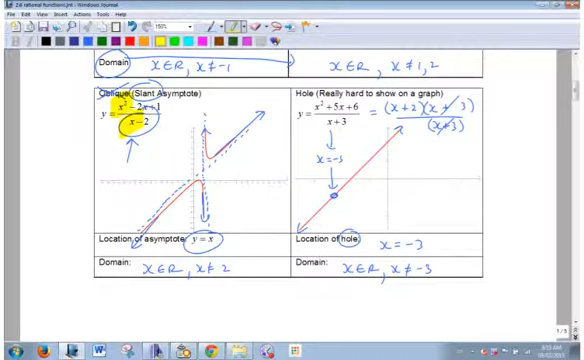 2.6 rational functions.jnt - Windows Journal
File Edit View Insert Actions Tools Help
150%
Domain: x∈R, x≠-1
x∈R, x≠1, 2
Oblique (Slant Asymptote)
y = (x² - 2x + 1)/(x - 2)
Location of asymptote y = x
Domain: x∈R, x≠2
Hole (Really hard to show on a graph)
y = (x² + 5x + 6)/(x + 3) = (x+2)(x+3)/(x+3)
x=-3
Location of hole: x = -3
Domain: x∈R, x≠-3
1 / 5